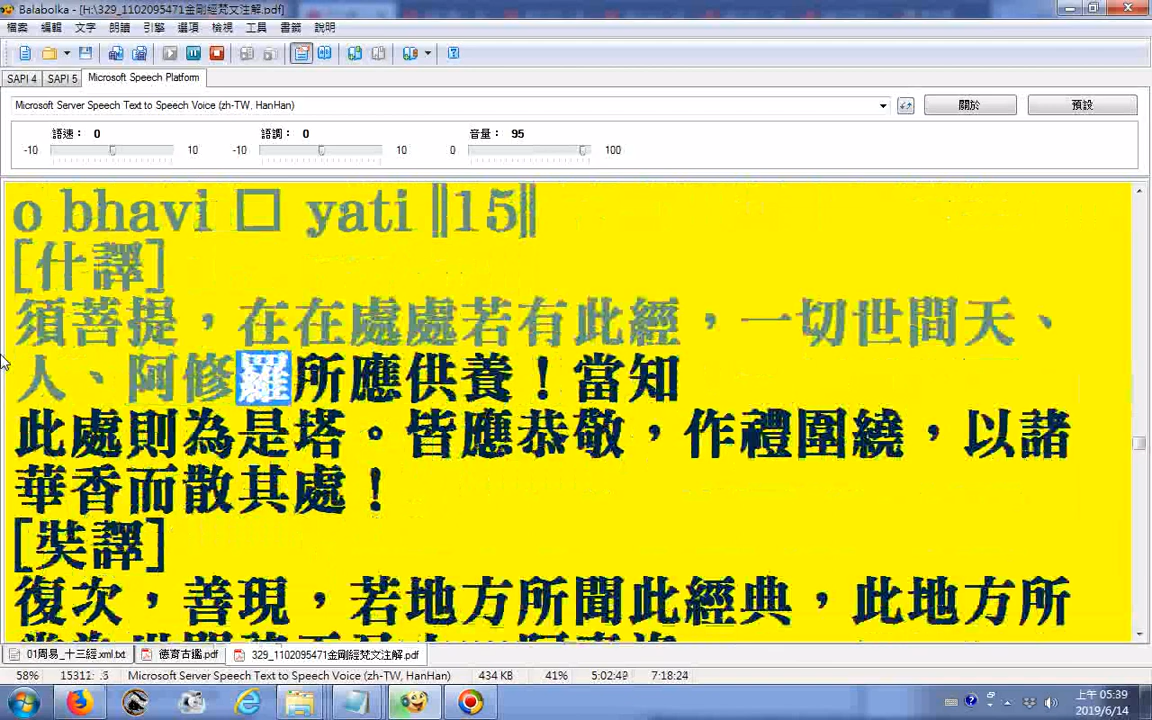 Balabolka - [H:\329_1102095471金剛經梵文注解.pdf]
檔案 編輯 文字 朗讀 引擎 選項 檢視 工具 書籤 說明
SAPI 4 SAPI 5 Microsoft Speech Platform
Microsoft Server Speech Text to Speech Voice (zh-TW, HanHan) 關於 預設
語速： 0 語調： 0 音量： 95
-10 10 -10 10 0 100
o bhavi □ yati ‖15‖
[什譯]
須菩提，在在處處若有此經，一切世間天、
人、阿修羅所應供養！當知
此處則為是塔。皆應恭敬，作禮圍繞，以諸
華香而散其處！
[奘譯]
復次，善現，若地方所聞此經典，此地方所
01周易_十三經.xml.txt 德育古鑑.pdf 329_1102095471金剛經梵文注解.pdf
58% Microsoft Server Speech Text to Speech Voice (zh-TW, HanHan) 434 KB 41% 7:18:24
上午 05:39
2019/6/14